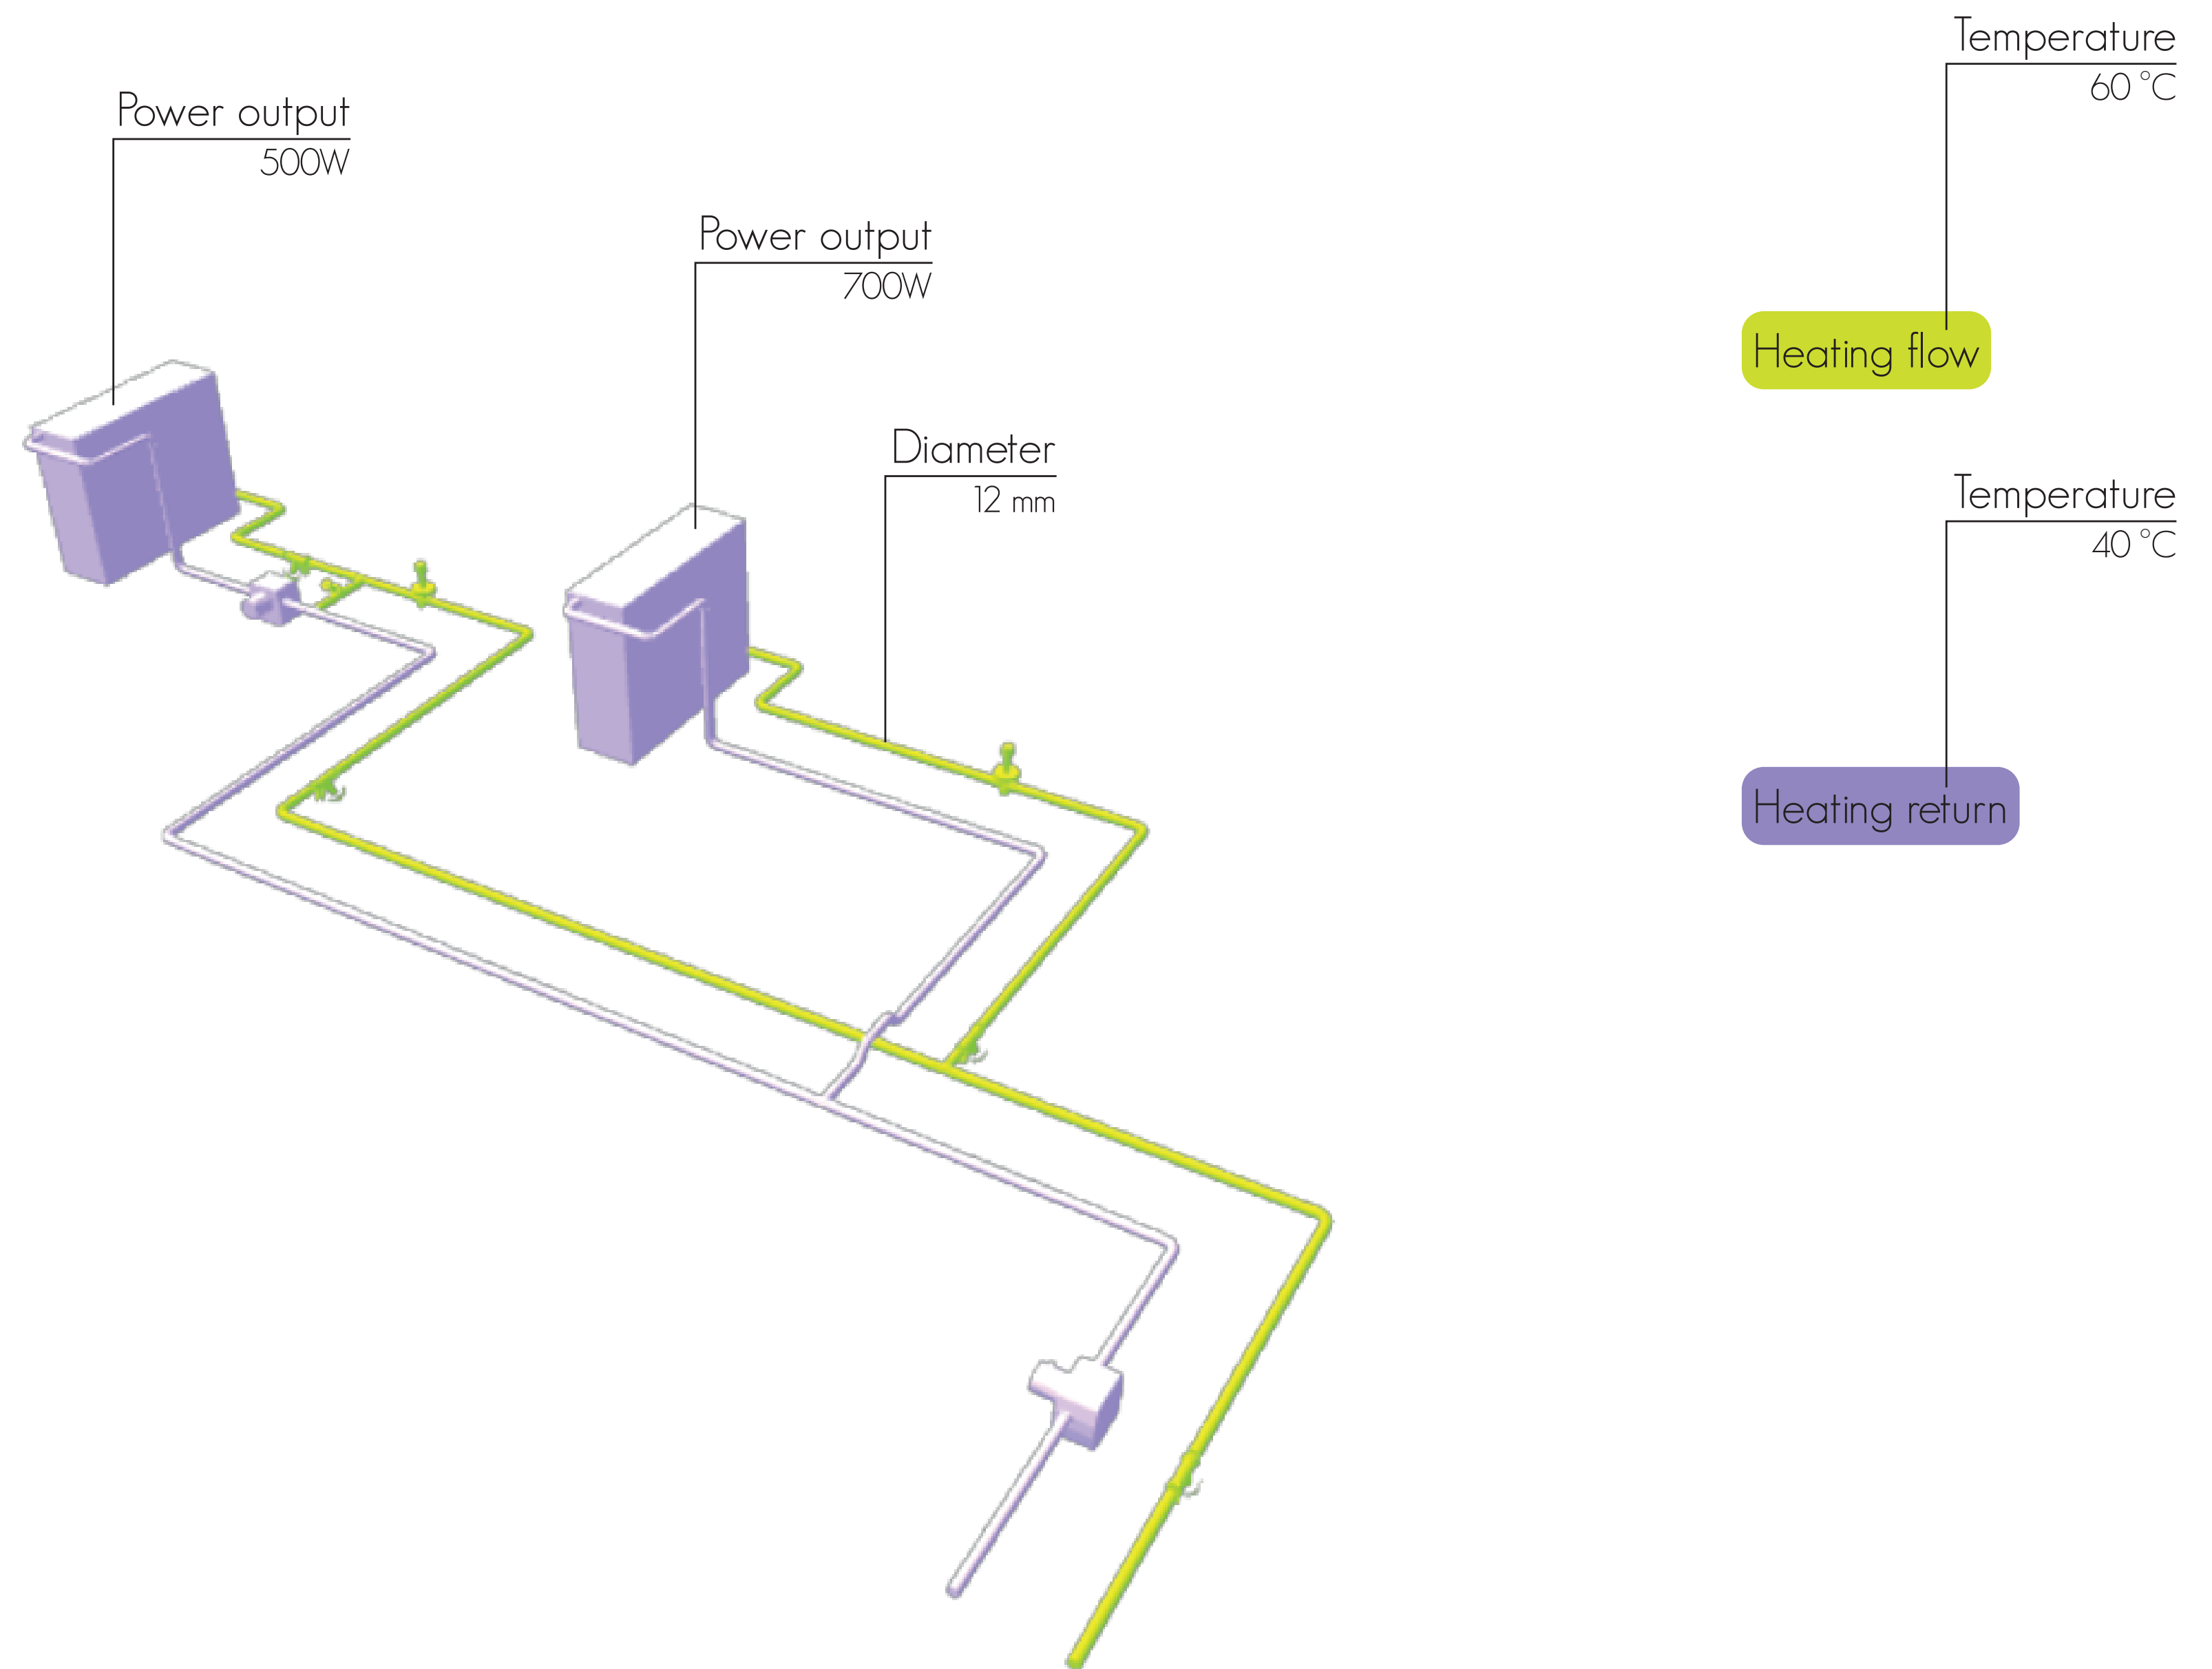 Temperature
60 °C
Power output
500W
Power output
700W
Heating flow
Diameter
12 mm
Temperature
40 °C
Heating return